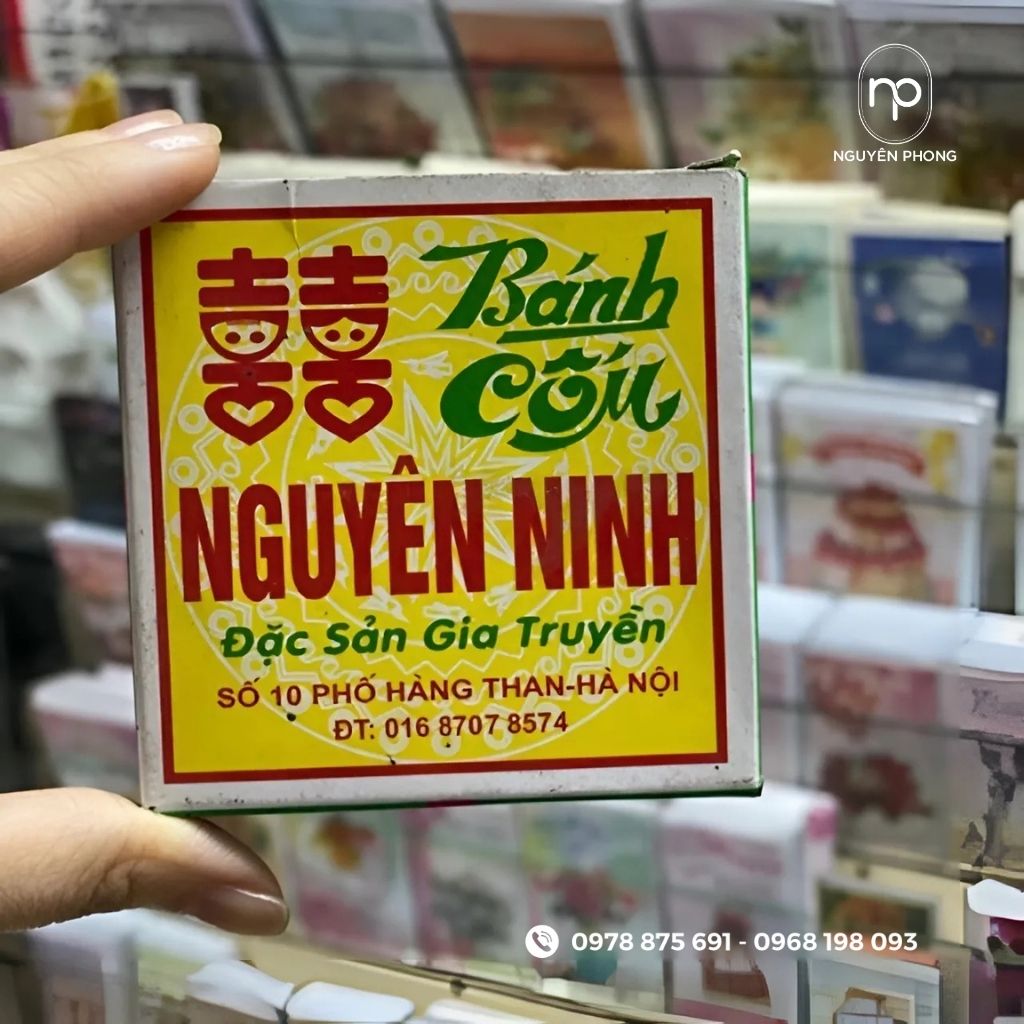 np
NGUYÊN PHONG
囍
Bánh
Cốm
NGUYÊN NINH
Đặc Sản Gia Truyền
SỐ 10 PHỐ HÀNG THAN-HÀ NỘI
ĐT: 016 8707 8574
0978 875 691 - 0968 198 093